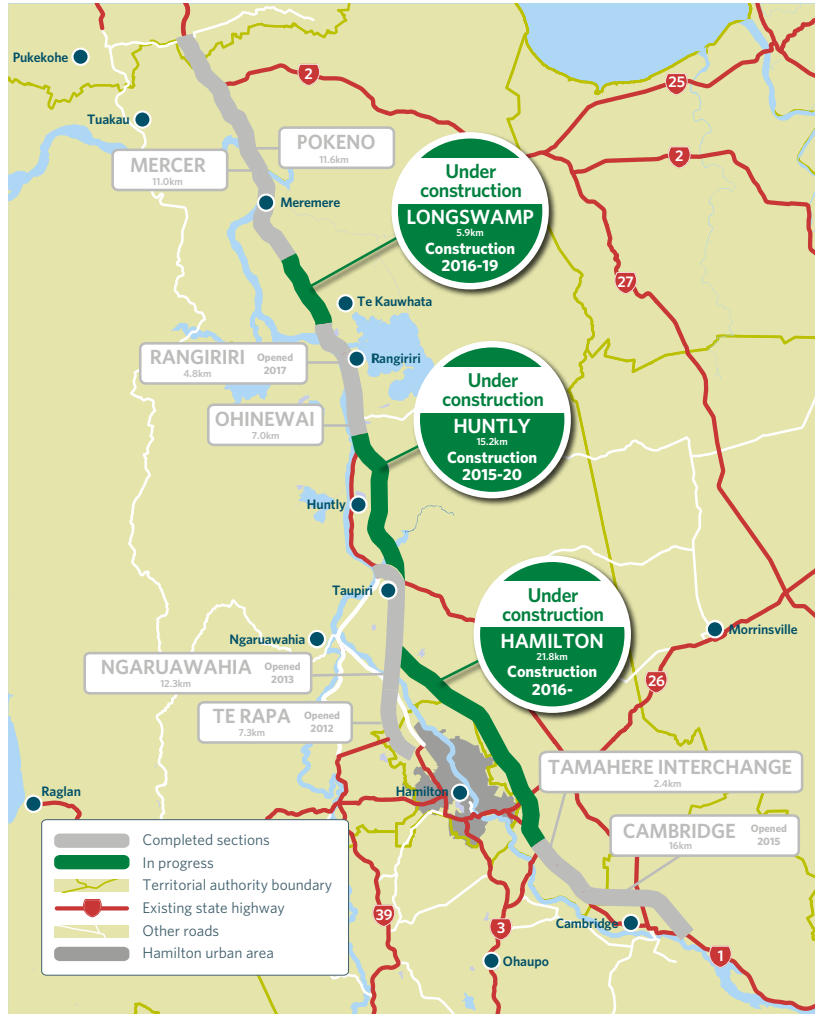 Pukekohe
2
25
Tuakau
POKENO
11.6km
MERCER
11.0km
2
Under
construction
LONGSWAMP
5.9km
Construction
2016-19
Meremere
27
Te Kauwhata
RANGIRIRI Opened
4.8km 2017
Rangiriri
Under
construction
HUNTLY
15.2km
Construction
2015-20
OHINEWAI
7.0km
Huntly
Taupiri
Under
construction
HAMILTON
21.8km
Construction
2016-
Morrinsville
Ngaruawahia
NGARUAWAHIA Opened
12.3km 2013
26
TE RAPA Opened
7.3km 2012
TAMAHERE INTERCHANGE
2.4km
Raglan
Hamilton
CAMBRIDGE Opened
16km 2015
Completed sections
In progress
Territorial authority boundary
Existing state highway
Other roads
Hamilton urban area
39
3
Cambridge
1
Ohaupo